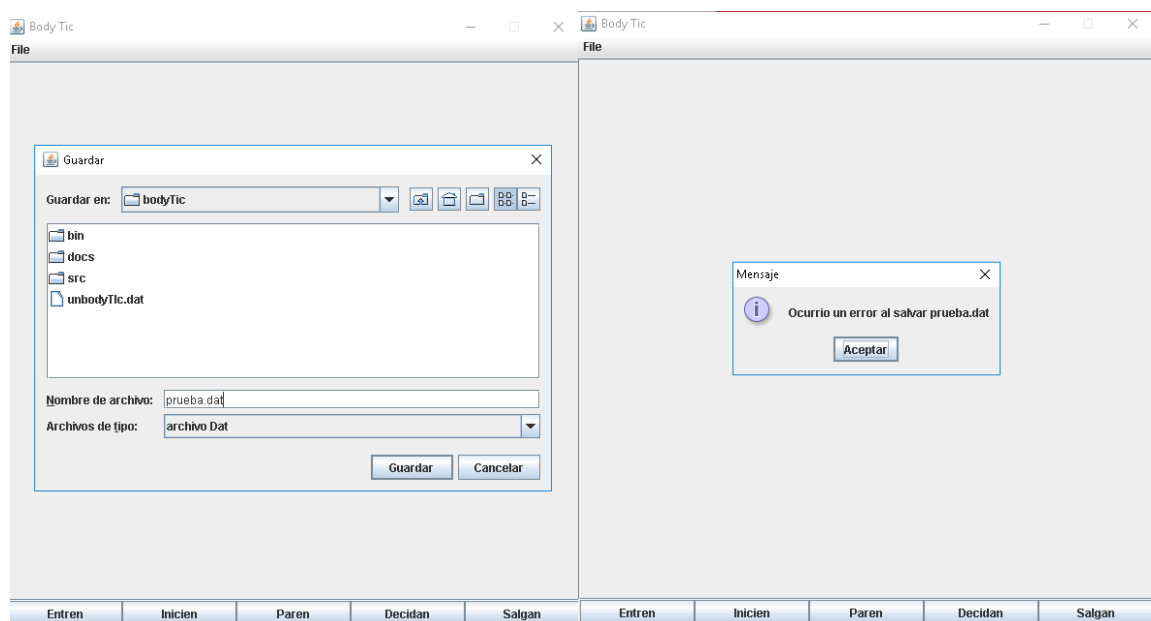 Body Tic
File
Guardar
Guardar en: bodyTic
bin
docs
src
unbodyTIc.dat
Nombre de archivo: prueba.dat
Archivos de tipo: archivo Dat
Guardar Cancelar
Entren Inicien Paren Decidan Salgan
Body Tic
File
Mensaje
Ocurrio un error al salvar prueba.dat
Aceptar
Entren Inicien Paren Decidan Salgan